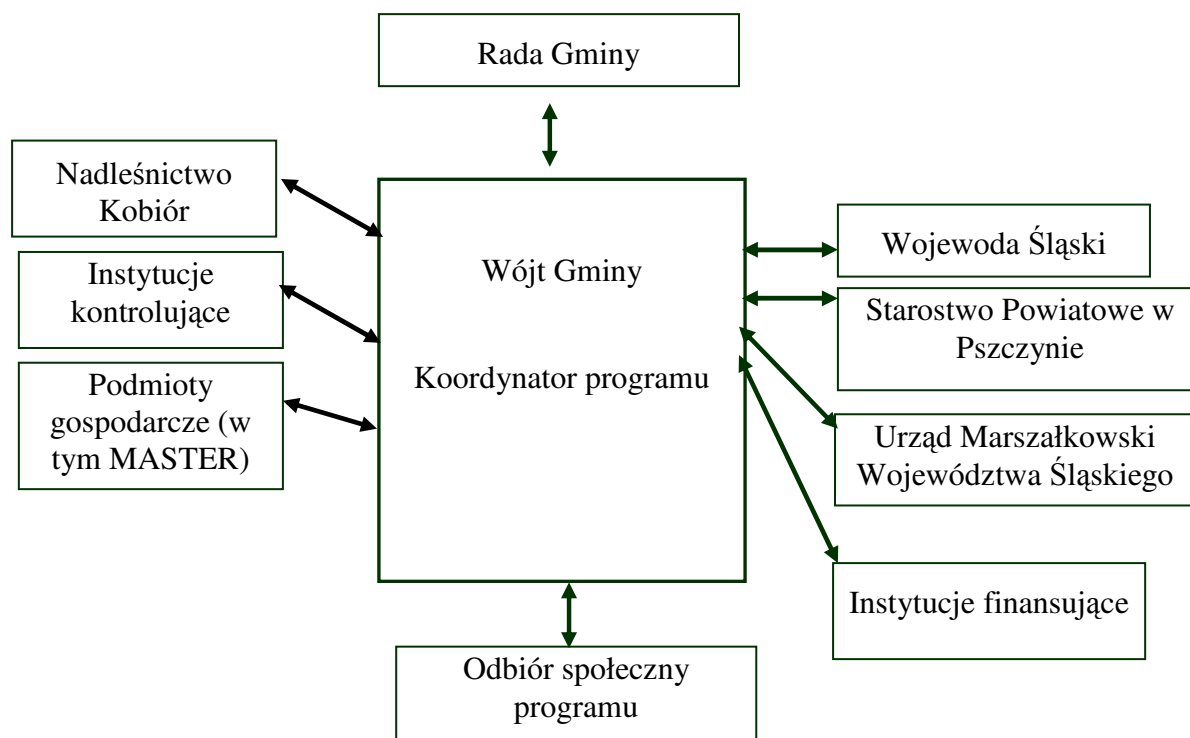 Rada Gminy
Nadleśnictwo
Kobiór
Instytucje
kontrolujące
Podmioty
gospodarcze (w
tym MASTER)
Wójt Gminy
Koordynator programu
Wojewoda Śląski
Starostwo Powiatowe w
Pszczynie
Urząd Marszałkowski
Województwa Śląskiego
Instytucje finansujące
Odbiór społeczny
programu